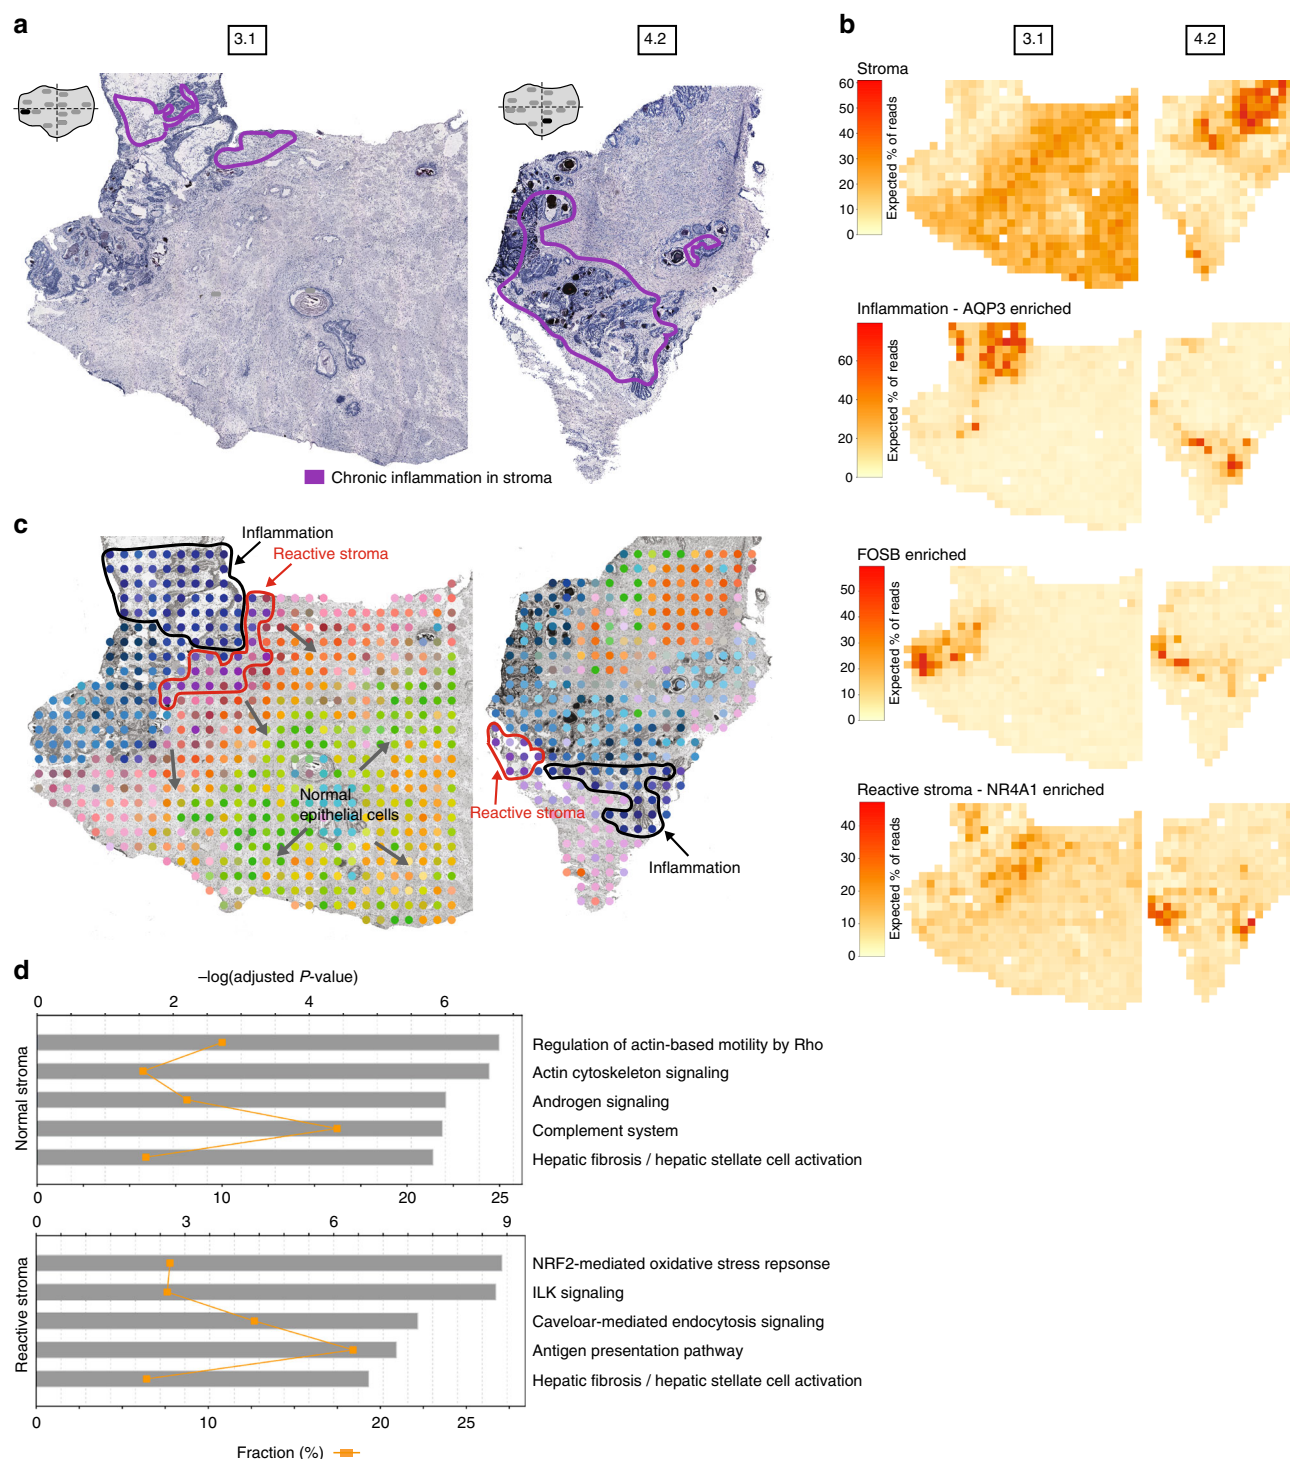 a
3.1
4.2
Chronic inflammation in stroma
b
3.1
4.2
Stroma
60
50
40
30
20
10
0
Expected % of reads
Inflammation - AQP3 enriched
60
40
20
0
Expected % of reads
FOSB enriched
50
40
30
20
10
0
Expected % of reads
Reactive stroma - NR4A1 enriched
40
30
20
10
0
Expected % of reads
c
Inflammation
Reactive stroma
Normal
epithelial cells
Reactive stroma
Inflammation
d
–log(adjusted P-value)
0 2 4 6
Normal stroma
Regulation of actin-based motility by Rho
Actin cytoskeleton signaling
Androgen signaling
Complement system
Hepatic fibrosis / hepatic stellate cell activation
0 10 20 25
0 3 6 9
Reactive stroma
NRF2-mediated oxidative stress repsonse
ILK signaling
Caveloar-mediated endocytosis signaling
Antigen presentation pathway
Hepatic fibrosis / hepatic stellate cell activation
0 10 20 25
Fraction (%)